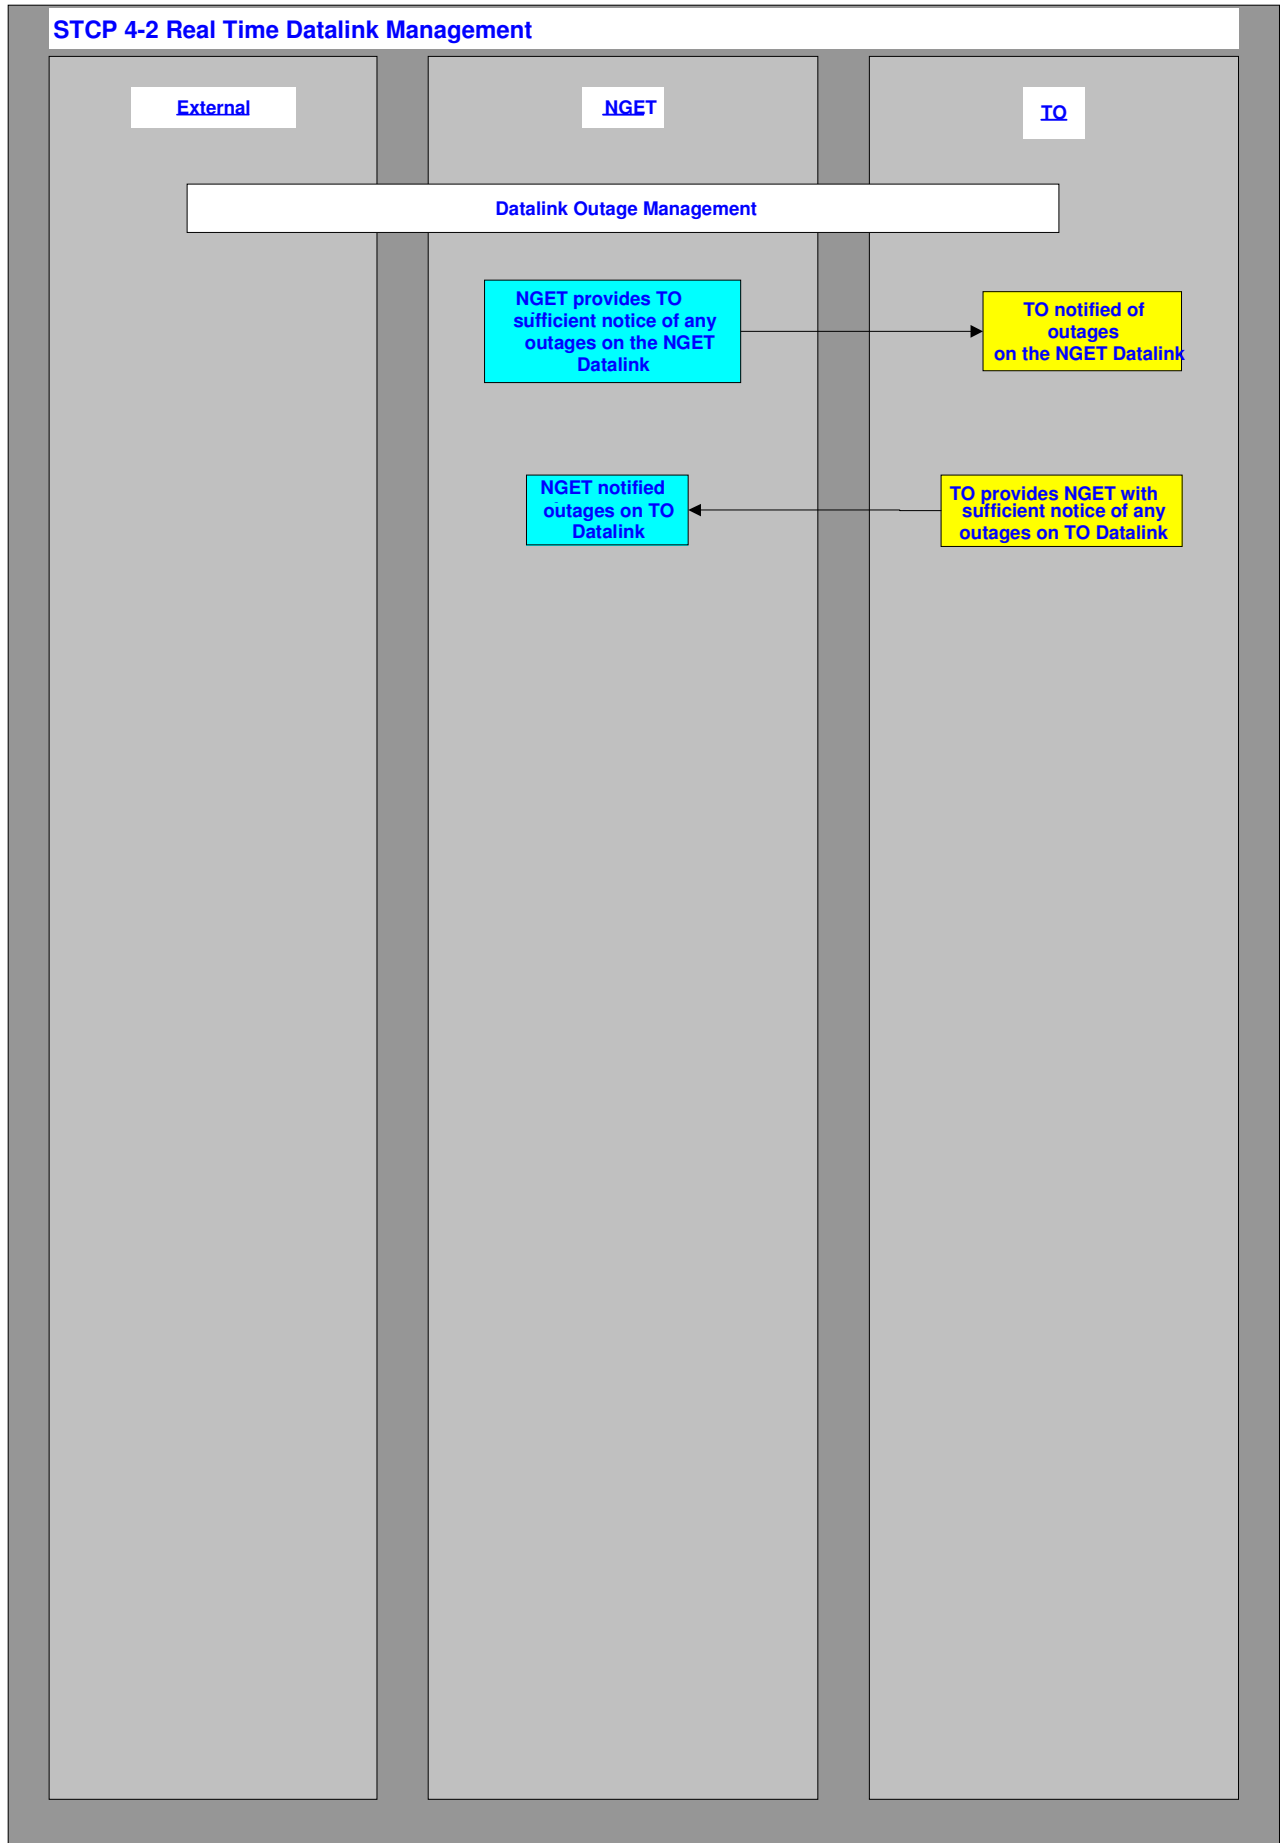 STCP 4-2 Real Time Datalink Management
External
NGET
TO
Datalink Outage Management
NGET provides TO
sufficient notice of any
outages on the NGET
Datalink
TO notified of
outages
on the NGET Datalink
NGET notified
outages on TO
Datalink
TO provides NGET with
sufficient notice of any
outages on TO Datalink